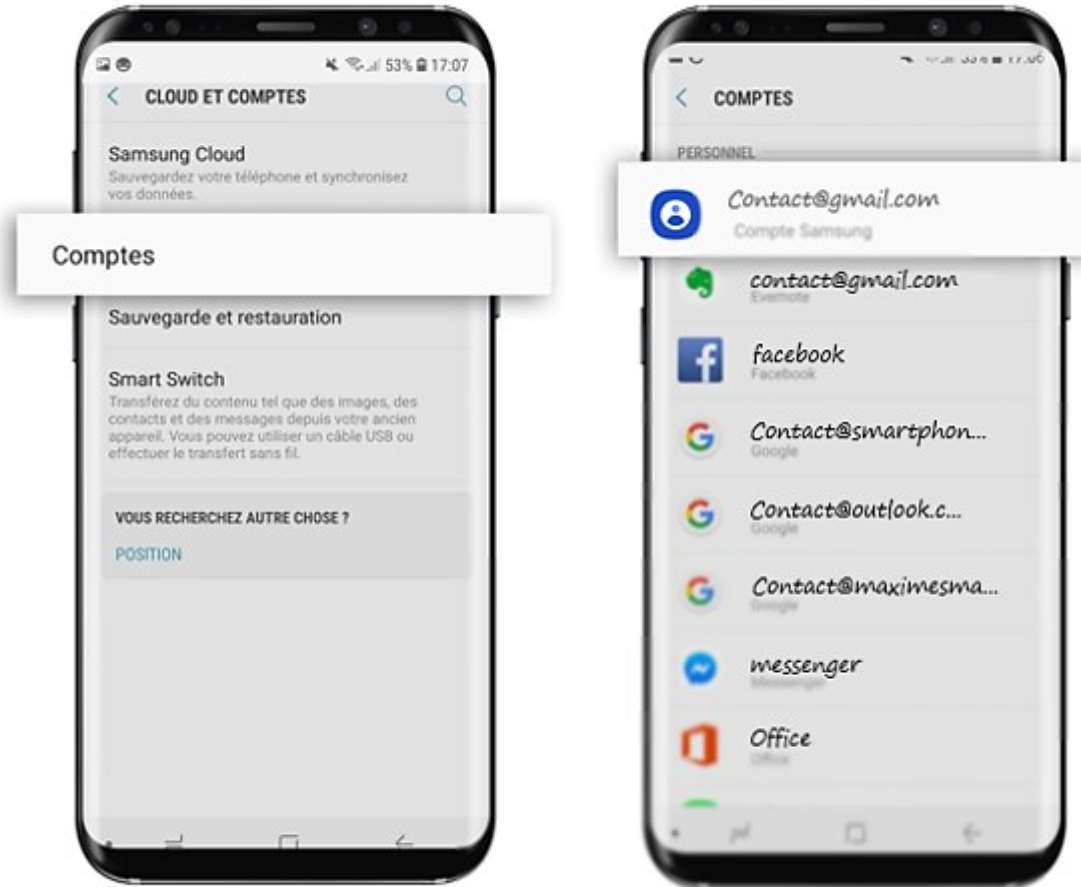 53% 17:07
CLOUD ET COMPTES
Samsung Cloud
Sauvegardez votre téléphone et synchronisez
vos données.
Comptes
Sauvegarde et restauration
Smart Switch
Transférez du contenu tel que des images, des
contacts et des messages depuis votre ancien
appareil. Vous pouvez utiliser un câble USB ou
effectuer le transfert sans fil.
VOUS RECHERCHEZ AUTRE CHOSE ?
POSITION
COMPTES
PERSONNEL
Contact@gmail.com
Compte Samsung
contact@gmail.com
Evernote
facebook
Facebook
Contact@smartphon...
Google
Contact@outlook.c...
Google
Contact@maximesma...
Google
messenger
Messenger
Office
Office